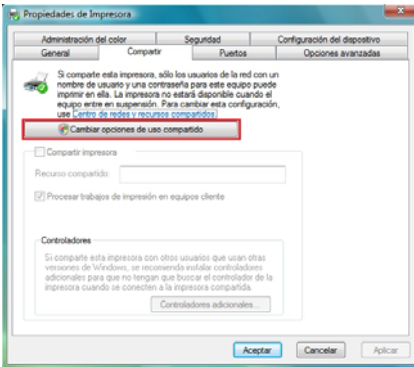 Propiedades de Impresora
Administración del color Seguridad Configuración del dispositivo
General Compartir Puertos Opciones avanzadas
Si comparte esta impresora, sólo los usuarios de la red con un
nombre de usuario y una contraseña para este equipo puede
imprimir en ella. La impresora no estará disponible cuando el
equipo entre en suspensión. Para cambiar esta configuración,
use Centro de redes y recursos compartidos.
Cambiar opciones de uso compartido
Compartir impresora
Recurso compartido:
Procesar trabajos de impresión en equipos cliente
Controladores
Si comparte esta impresora con otros usuarios que usan otras
versiones de Windows, se recomienda instalar controladores
adicionales para que no tengan que buscar el controlador de la
impresora cuando se conecten a la impresora compartida.
Controladores adicionales...
Aceptar Cancelar Aplicar